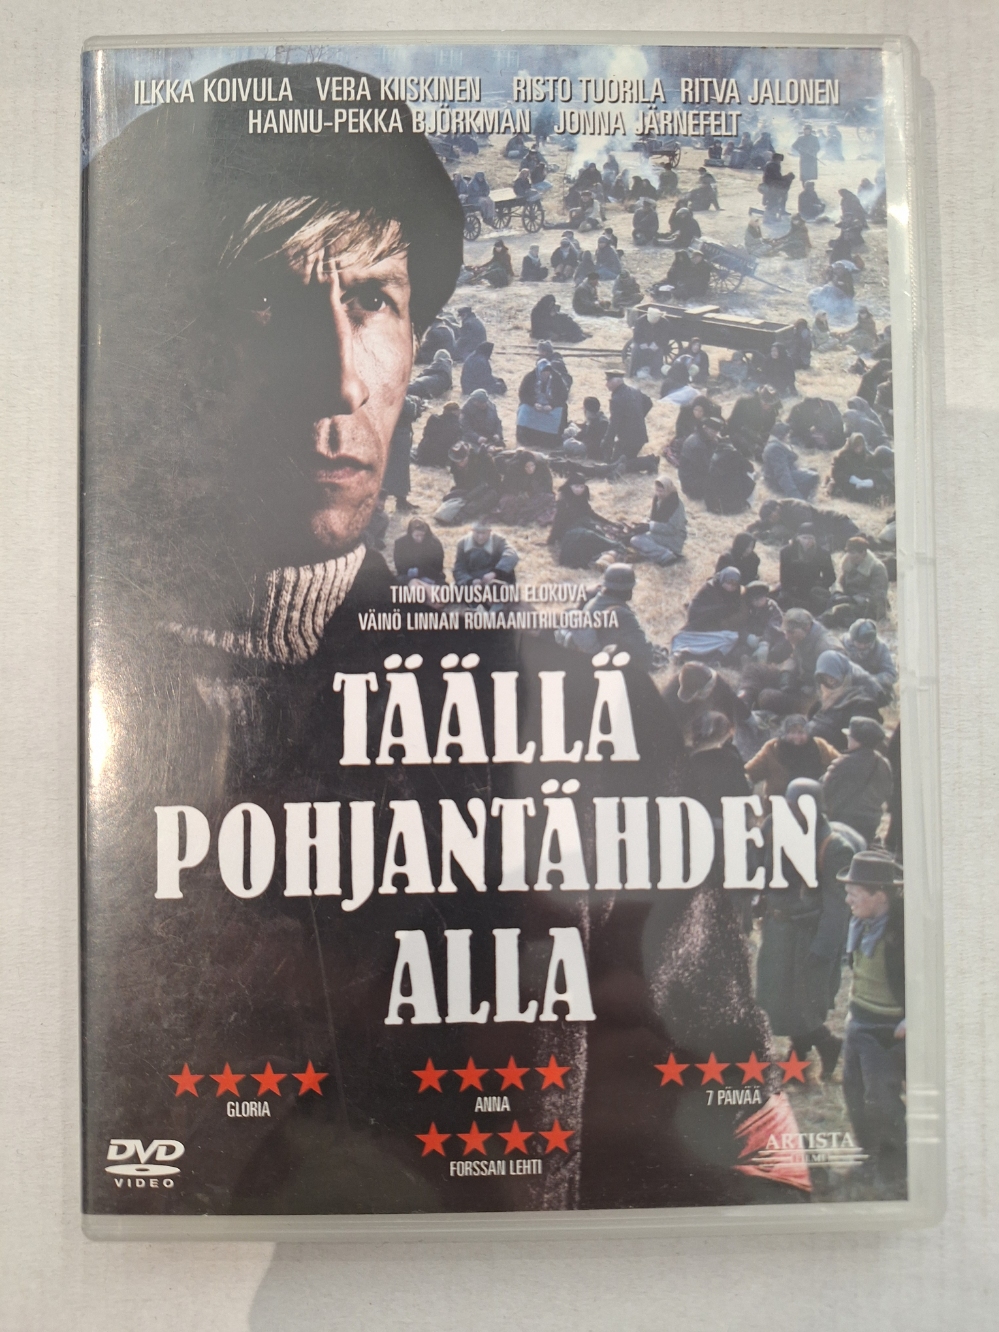 ILKKA KOIVULA VERA KIISKINEN RISTO TUORILA RITVA JALONEN
HANNU-PEKKA BJÖRKMAN JONNA JÄRNEFELT
TIMO KOIVUSALON ELOKUVA
VÄINÖ LINNAN ROMAANITRILOGIASTA
TÄÄLLÄ
POHJANTÄHDEN
ALLA
GLORIA
ANNA
7 PÄIVÄÄ
FORSSAN LEHTI
DVD
VIDEO
ARTISTA